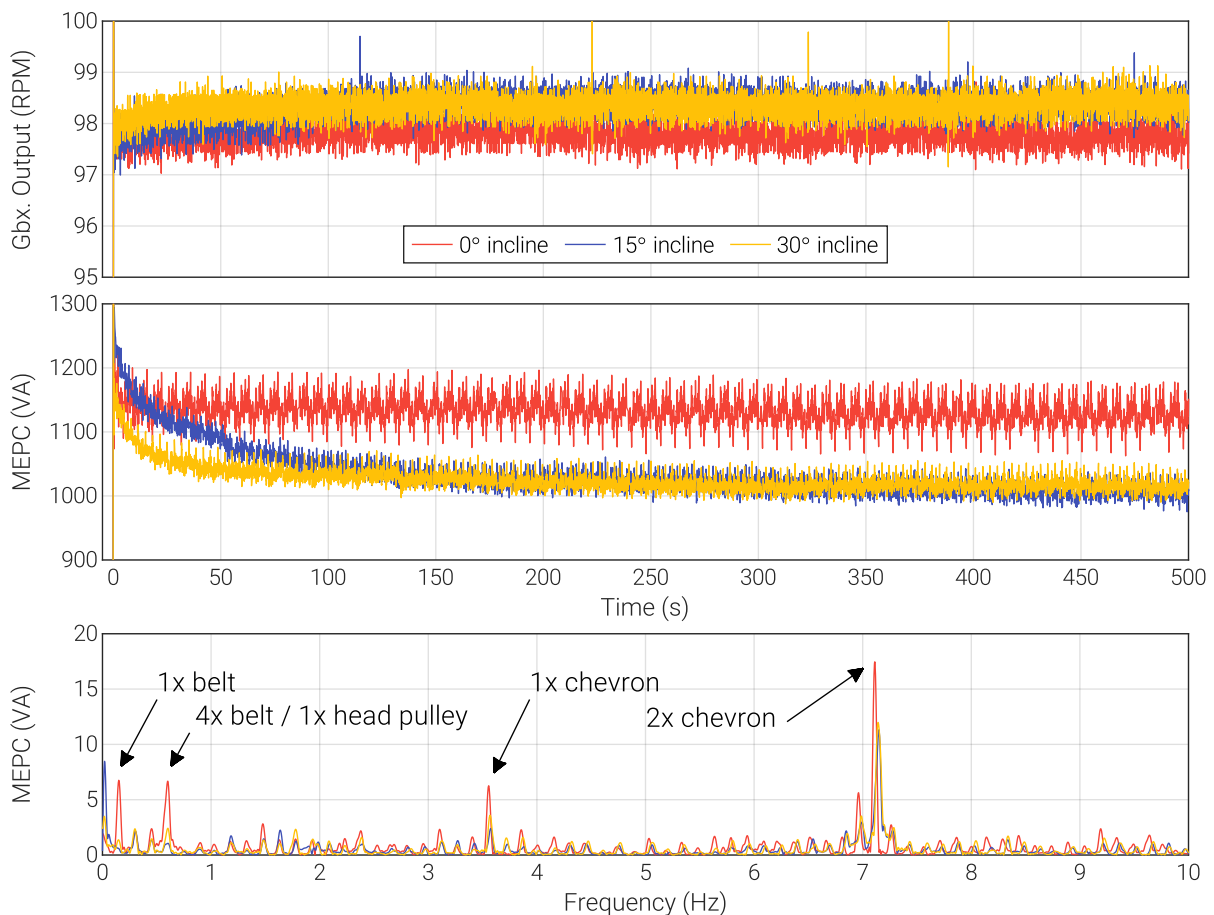 Gbx. Output (RPM)
100
99
98
97
96
95
0° incline 15° incline 30° incline
MEPC (VA)
1300
1200
1100
1000
900
0 50 100 150 200 250 300 350 400 450 500
Time (s)
MEPC (VA)
20
15
10
5
0
1x belt
4x belt / 1x head pulley
1x chevron
2x chevron
0 1 2 3 4 5 6 7 8 9 10
Frequency (Hz)